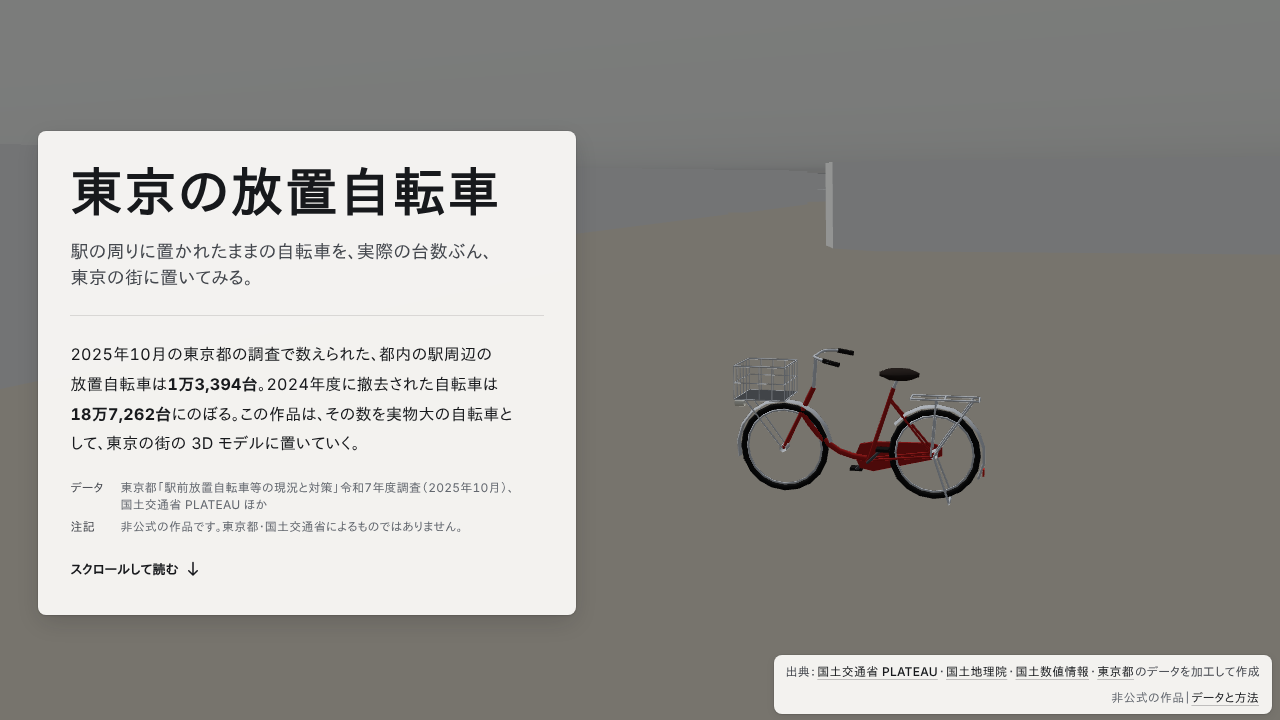 東京の放置自転車
駅の周りに置かれたままの自転車を、実際の台数ぶん、
東京の街に置いてみる。
2025年10月の東京都の調査で数えられた、都内の駅周辺の
放置自転車は1万3,394台。2024年度に撤去された自転車は
18万7,262台にのぼる。この作品は、その数を実物大の自転車と
して、東京の街の 3D モデルに置いていく。
データ 東京都「駅前放置自転車等の現況と対策」令和7年度調査(2025年10月)、
国土交通省 PLATEAU ほか
注記 非公式の作品です。東京都・国土交通省によるものではありません。
スクロールして読む ↓
出典: 国土交通省 PLATEAU · 国土地理院 · 国土数値情報 · 東京都のデータを加工して作成
非公式の作品 | データと方法